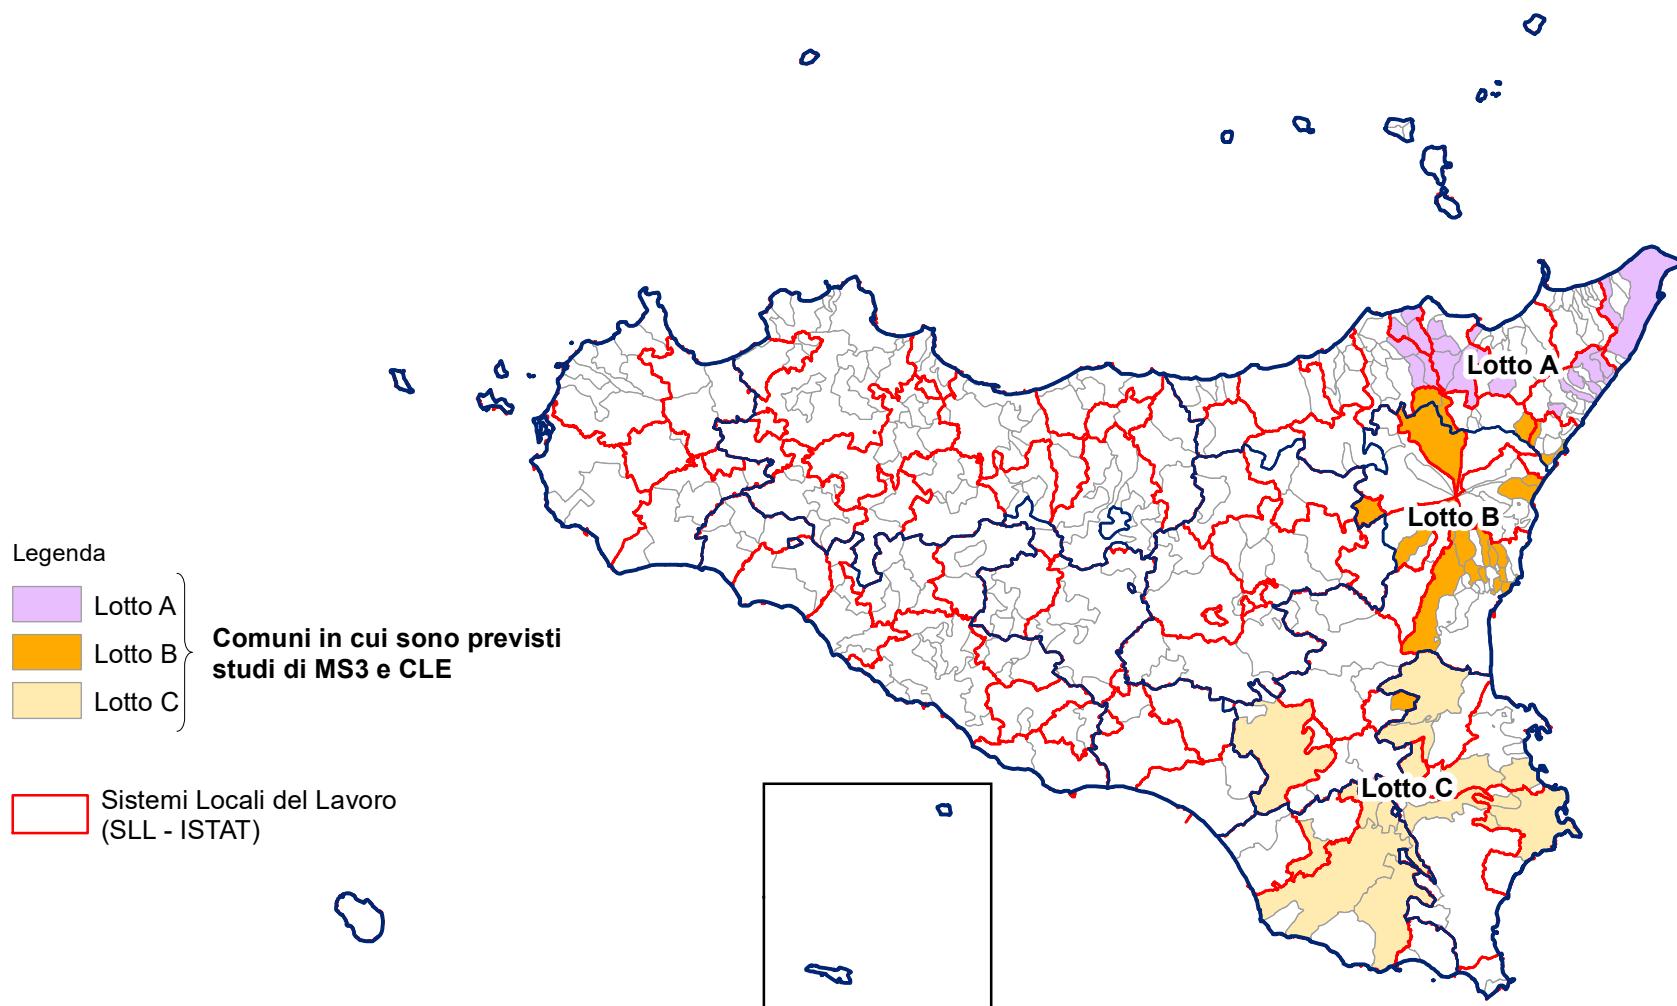 Lotto A
Lotto B
Legenda
Lotto A
Lotto B
Lotto C
Comuni in cui sono previsti
studi di MS3 e CLE
Lotto C
Sistemi Locali del Lavoro
(SLL - ISTAT)